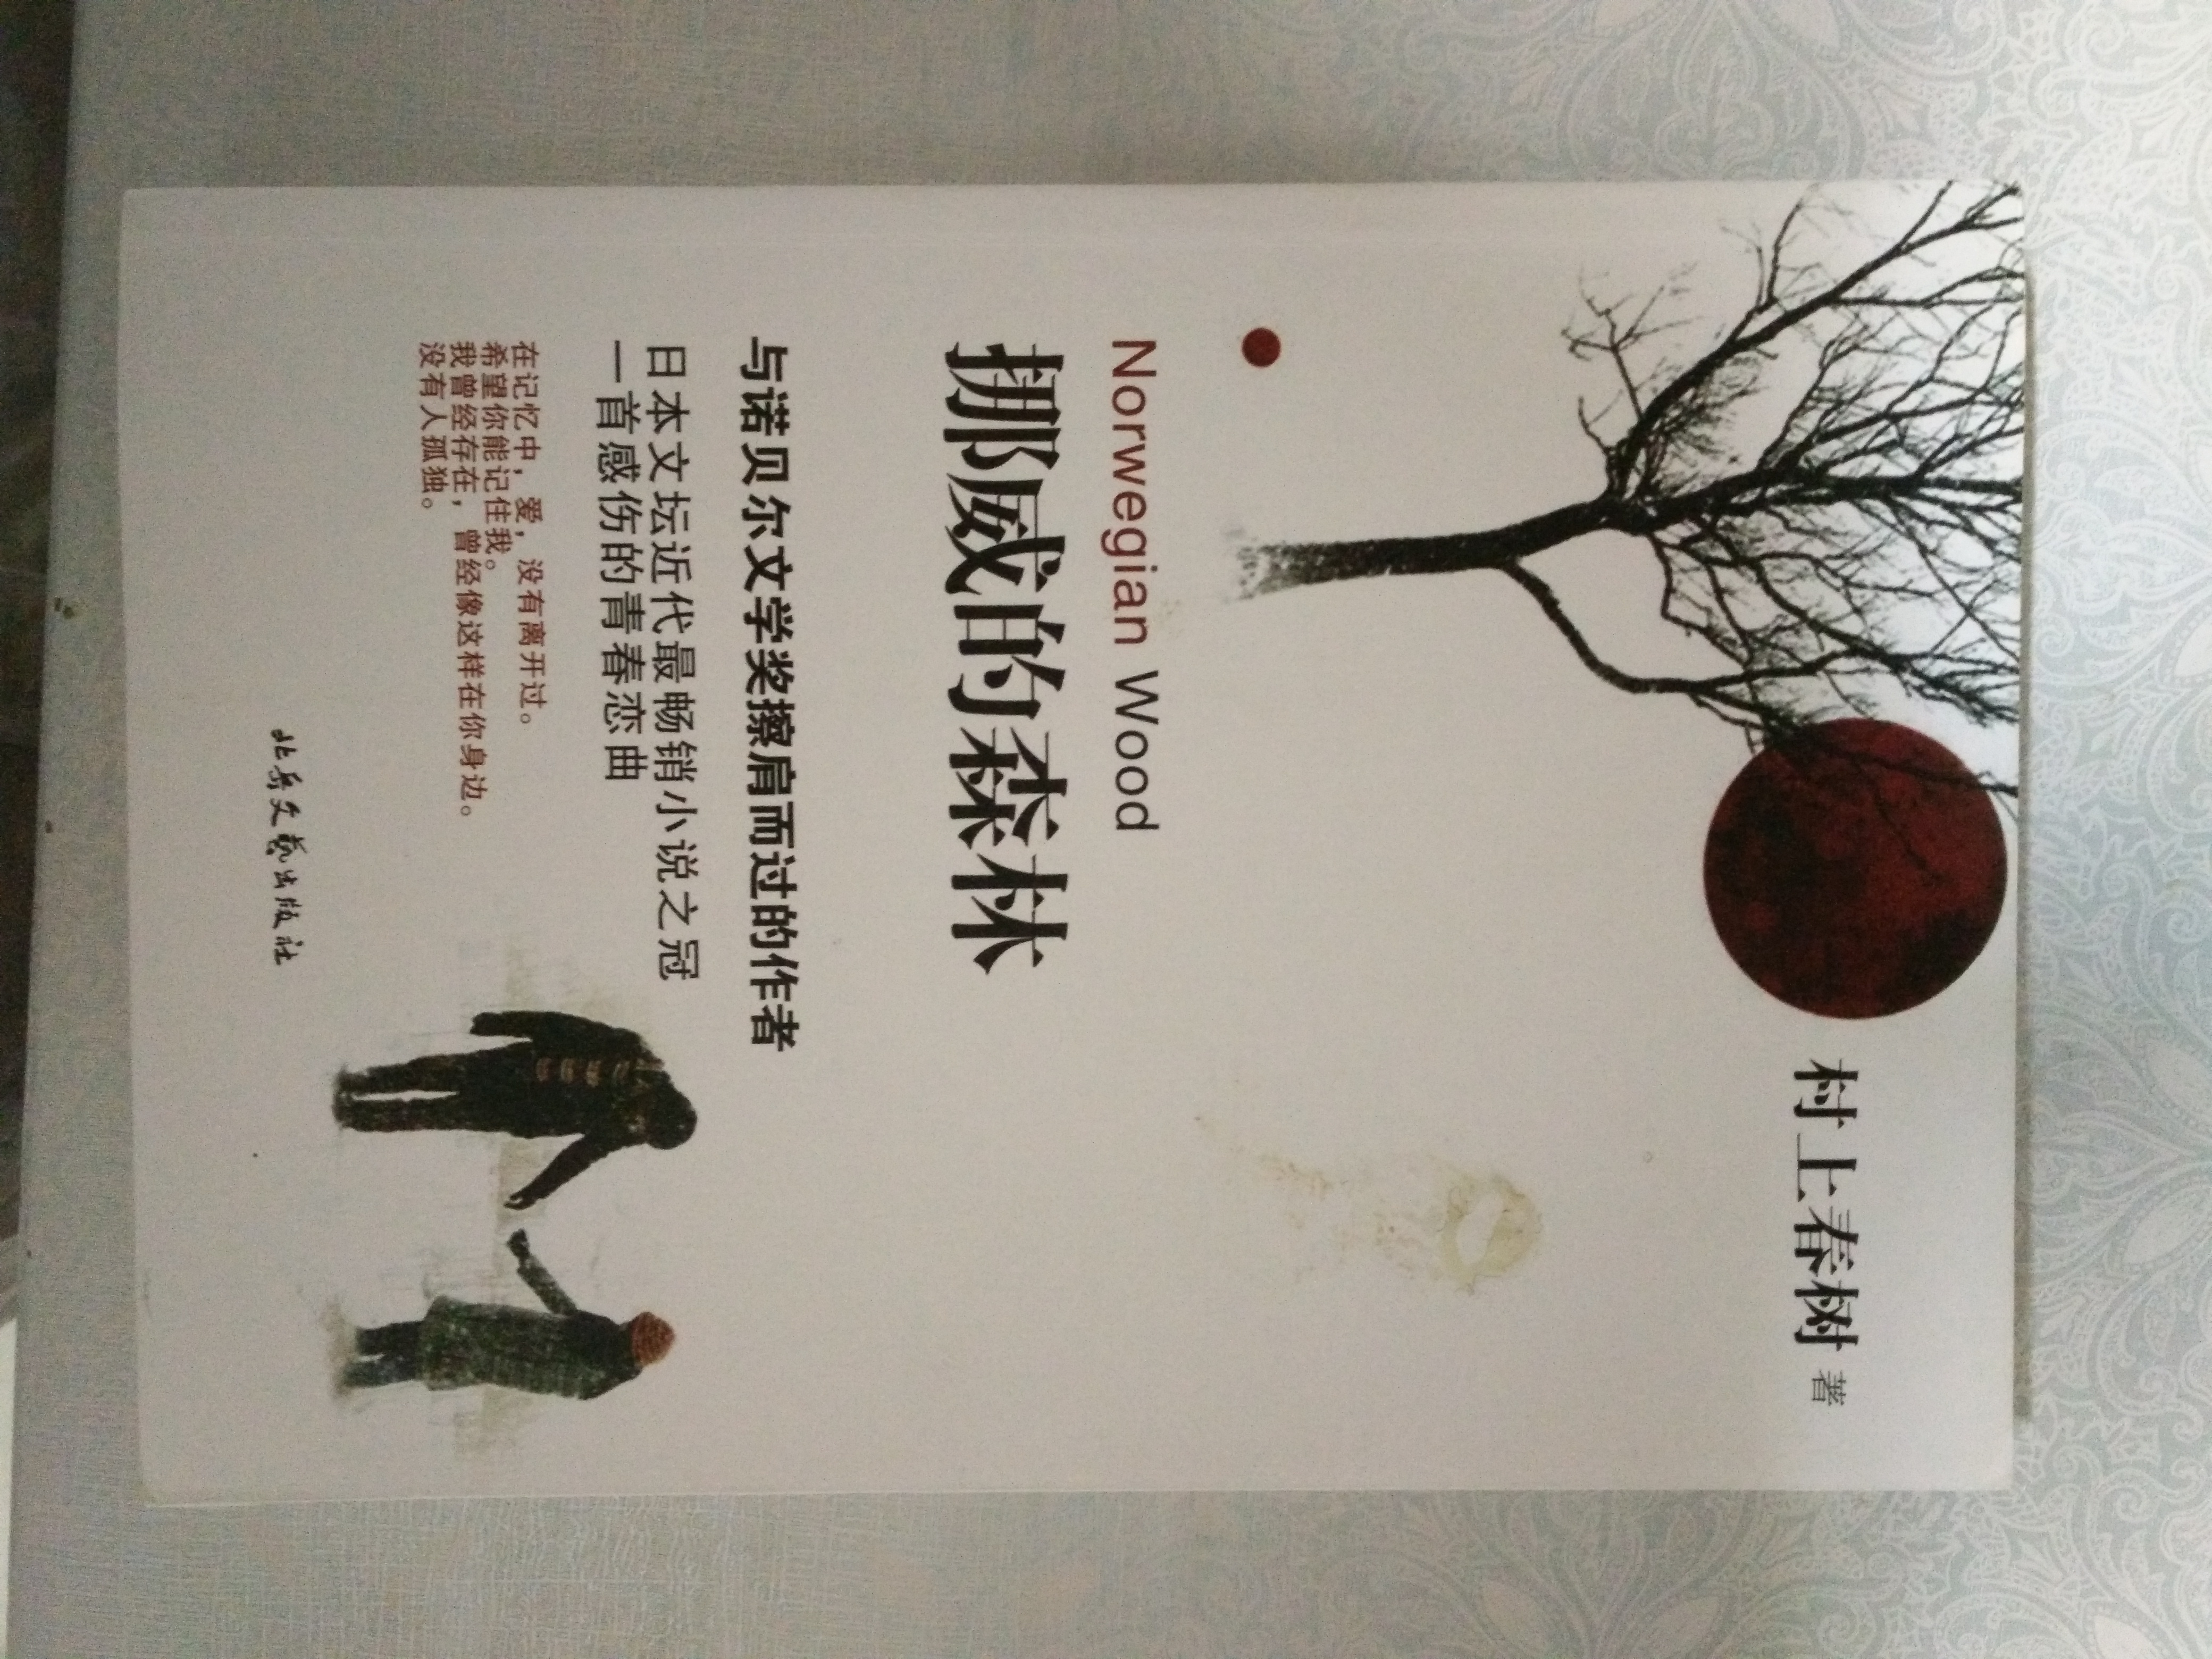 村上春树 著
Norwegian Wood
挪威的森林
与诺贝尔文学奖擦肩而过的作者
日本文坛近代最畅销小说之冠
一首感伤的青春恋曲
在记忆中，爱，没有离开过。
希望你能记住我。
我曾经存在，曾经像这样在你身边。
没有人孤独。
北岳文艺出版社